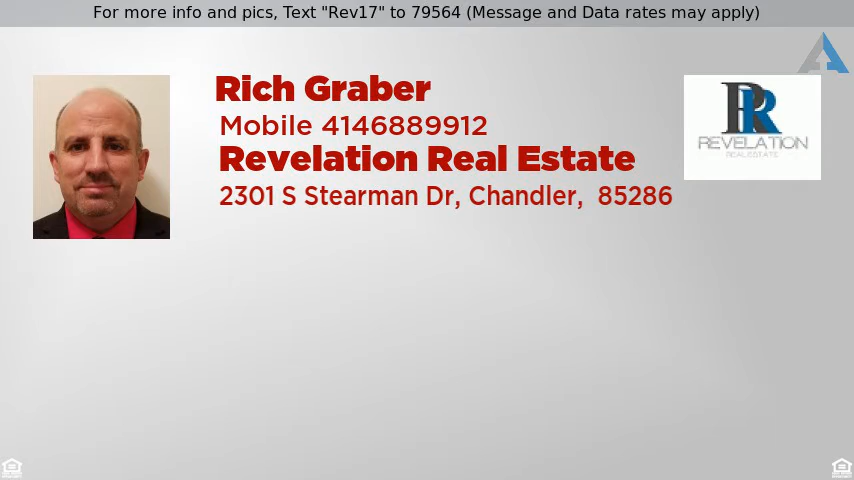 For more info and pics, Text "Rev17" to 79564 (Message and Data rates may apply)
Rich Graber
Mobile 4146889912
Revelation Real Estate
2301 S Stearman Dr, Chandler,  85286
REVELATION
REAL ESTATE